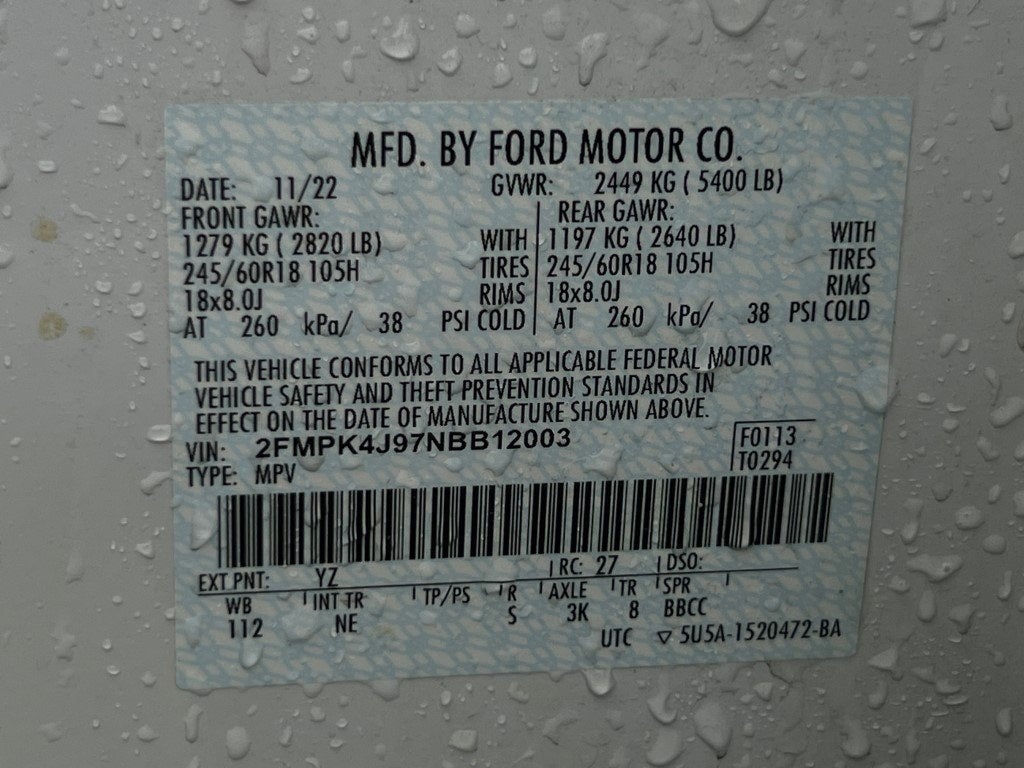 MFD. BY FORD MOTOR CO.
DATE: 11/22 GVWR: 2449 KG ( 5400 LB)
FRONT GAWR: REAR GAWR:
1279 KG ( 2820 LB) WITH 1197 KG ( 2640 LB) WITH
245/60R18 105H TIRES 245/60R18 105H TIRES
18x8.0J RIMS 18x8.0J RIMS
AT 260 kPa/ 38 PSI COLD AT 260 kPa/ 38 PSI COLD
THIS VEHICLE CONFORMS TO ALL APPLICABLE FEDERAL MOTOR
VEHICLE SAFETY AND THEFT PREVENTION STANDARDS IN
EFFECT ON THE DATE OF MANUFACTURE SHOWN ABOVE.
VIN: 2FMPK4J97NBB12003 F0113
TYPE: MPV T0294
EXT PNT: YZ RC: 27 DSO:
WB INT TR TP/PS R AXLE TR SPR
112 NE S 3K 8 BBCC
UTC ▽ 5U5A-1520472-BA